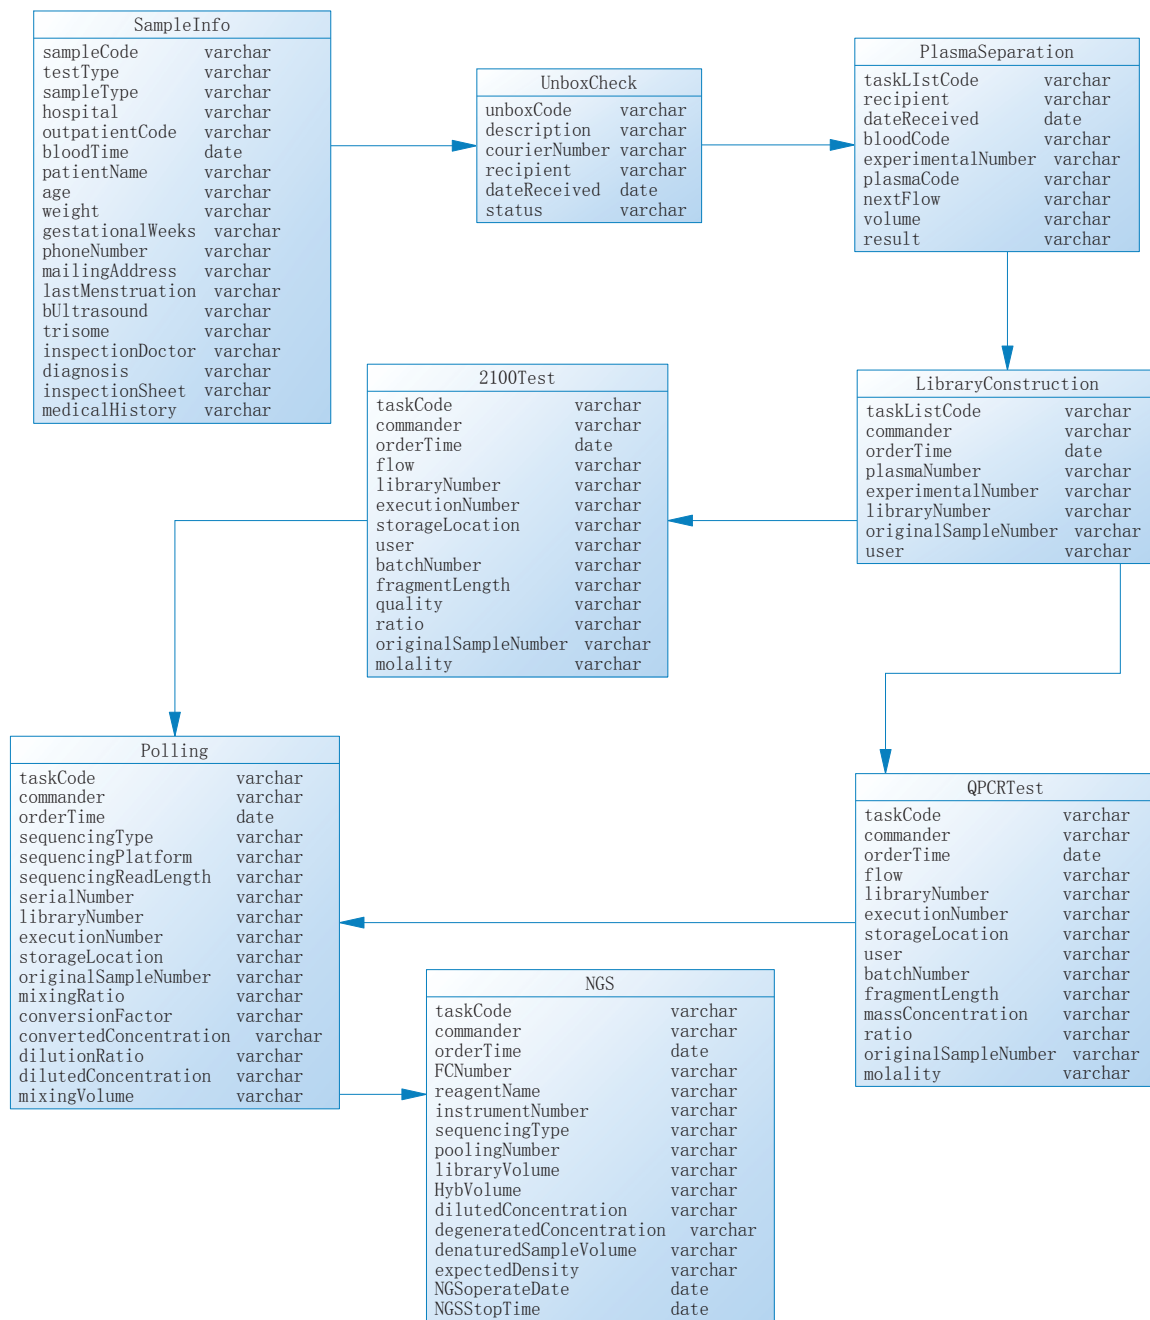 SampleInfo
sampleCode varchar
testType varchar
sampleType varchar
hospital varchar
outpatientCode varchar
bloodTime date
patientName varchar
age varchar
weight varchar
gestationalWeeks varchar
phoneNumber varchar
mailingAddress varchar
lastMenstruation varchar
bUltrasound varchar
trisome varchar
inspectionDoctor varchar
diagnosis varchar
inspectionSheet varchar
medicalHistory varchar
UnboxCheck
unboxCode varchar
description varchar
courierNumber varchar
recipient varchar
dateReceived date
status varchar
PlasmaSeparation
taskLIstCode varchar
recipient varchar
dateReceived date
bloodCode varchar
experimentalNumber varchar
plasmaCode varchar
nextFlow varchar
volume varchar
result varchar
2100Test
taskCode varchar
commander varchar
orderTime date
flow varchar
libraryNumber varchar
executionNumber varchar
storageLocation varchar
user varchar
batchNumber varchar
fragmentLength varchar
quality varchar
ratio varchar
originalSampleNumber varchar
molality varchar
LibraryConstruction
taskListCode varchar
commander varchar
orderTime date
plasmaNumber varchar
experimentalNumber varchar
libraryNumber varchar
originalSampleNumber varchar
user varchar
Polling
taskCode varchar
commander varchar
orderTime date
sequencingType varchar
sequencingPlatform varchar
sequencingReadLength varchar
serialNumber varchar
libraryNumber varchar
executionNumber varchar
storageLocation varchar
originalSampleNumber varchar
mixingRatio varchar
conversionFactor varchar
convertedConcentration varchar
dilutionRatio varchar
dilutedConcentration varchar
mixingVolume varchar
QPCRTest
taskCode varchar
commander varchar
orderTime date
flow varchar
libraryNumber varchar
executionNumber varchar
storageLocation varchar
user varchar
batchNumber varchar
fragmentLength varchar
massConcentration varchar
ratio varchar
originalSampleNumber varchar
molality varchar
NGS
taskCode varchar
commander varchar
orderTime date
FCNumber varchar
reagentName varchar
instrumentNumber varchar
sequencingType varchar
poolingNumber varchar
libraryVolume varchar
HybVolume varchar
dilutedConcentration varchar
degeneratedConcentration varchar
denaturedSampleVolume varchar
expectedDensity varchar
NGSoperateDate date
NGSStopTime date